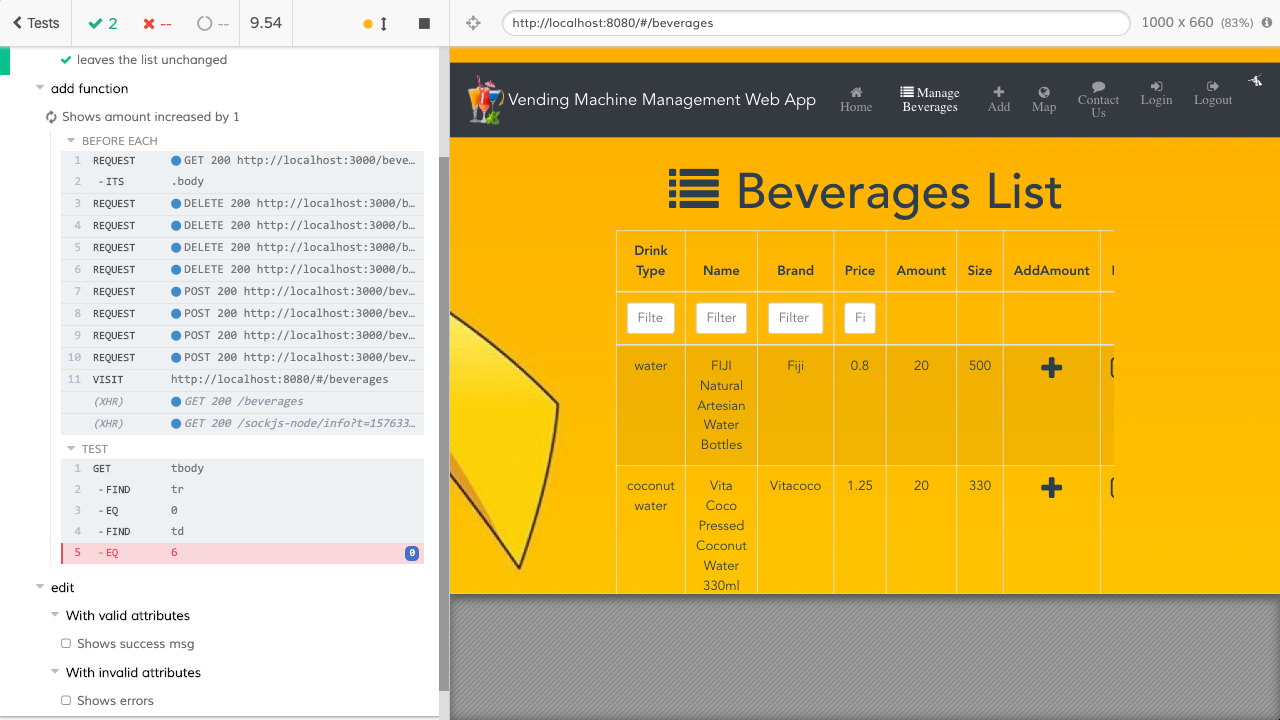 Tests
2
--
--
9.54
http://localhost:8080/#/beverages
1000 x 660 (83%)
leaves the list unchanged
add function
Shows amount increased by 1
BEFORE EACH
1 REQUEST GET 200 http://localhost:3000/beve…
2 - ITS .body
3 REQUEST DELETE 200 http://localhost:3000/b…
4 REQUEST DELETE 200 http://localhost:3000/b…
5 REQUEST DELETE 200 http://localhost:3000/b…
6 REQUEST DELETE 200 http://localhost:3000/b…
7 REQUEST POST 200 http://localhost:3000/bev…
8 REQUEST POST 200 http://localhost:3000/bev…
9 REQUEST POST 200 http://localhost:3000/bev…
10 REQUEST POST 200 http://localhost:3000/bev…
11 VISIT http://localhost:8080/#/beverages
(XHR) GET 200 /beverages
(XHR) GET 200 /sockjs-node/info?t=157633…
TEST
1 GET tbody
2 - FIND tr
3 - EQ 0
4 - FIND td
5 - EQ 6 0
edit
With valid attributes
Shows success msg
With invalid attributes
Shows errors
Vending Machine Management Web App
Home
Manage
Beverages
Add
Map
Contact
Us
Login
Logout
Beverages List
Drink
Type Name Brand Price Amount Size AddAmount
Filte Filter Filter Fi
water FIJI Fiji 0.8 20 500
Natural
Artesian
Water
Bottles
coconut Vita Vitacoco 1.25 20 330
water Coco
Pressed
Coconut
Water
330ml